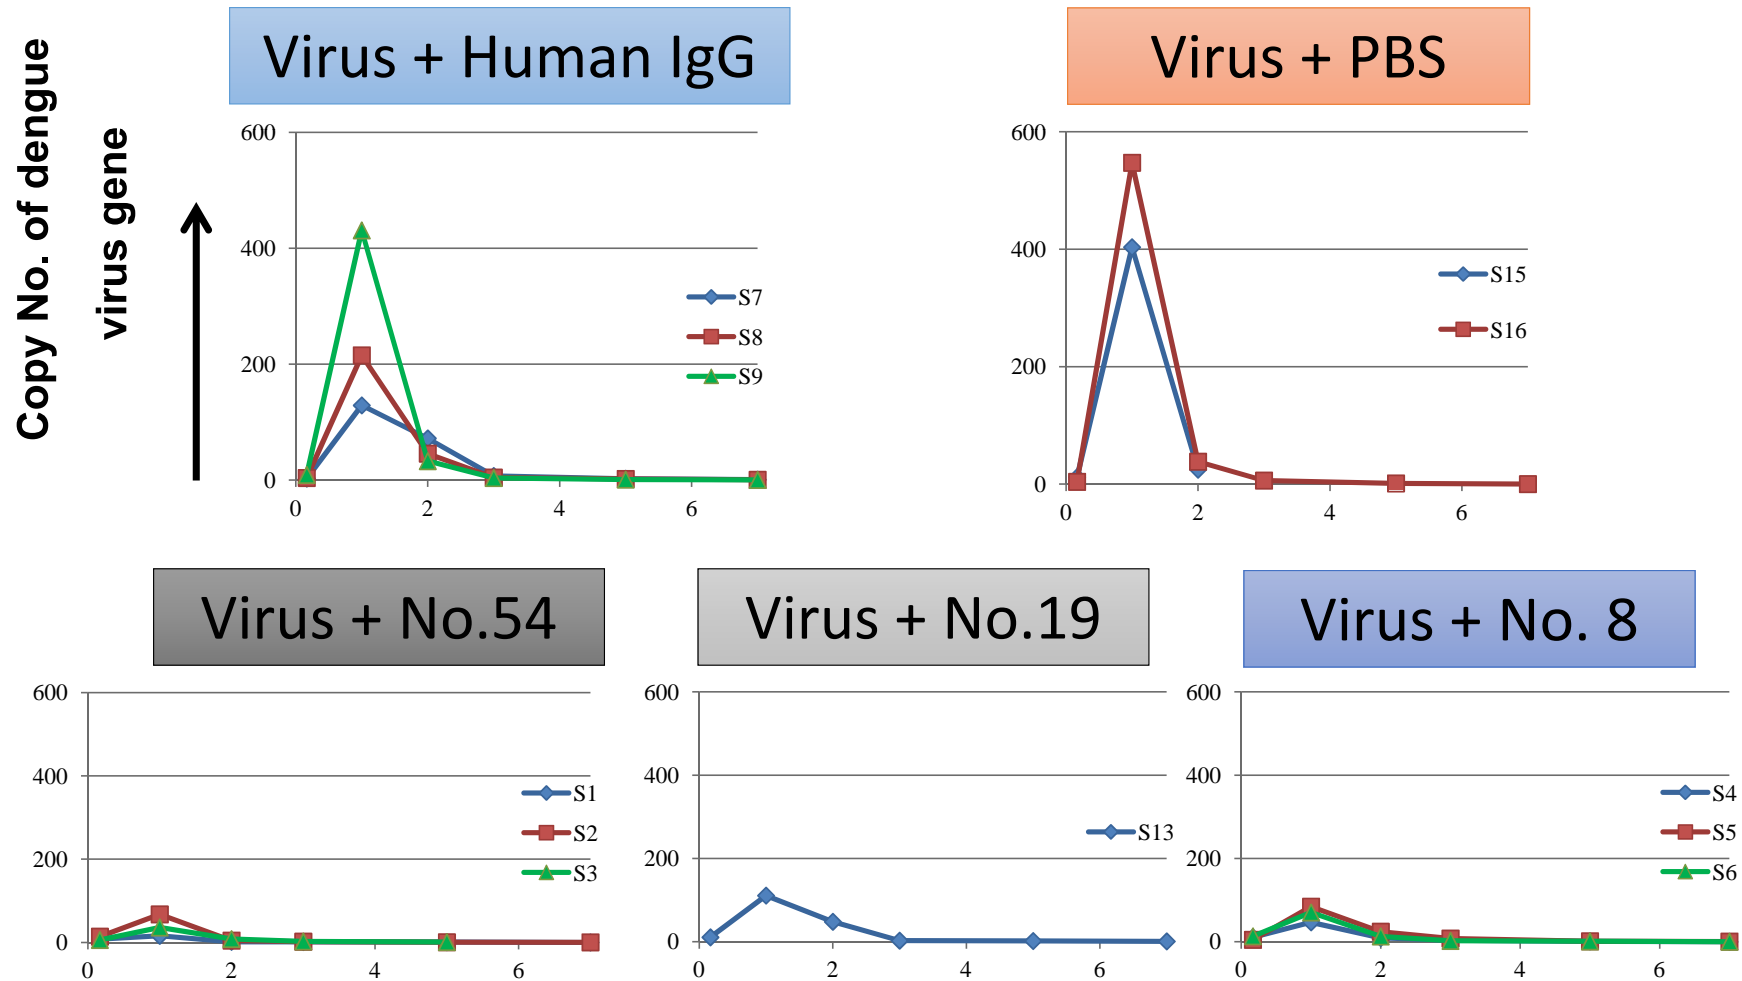 Copy No. of dengue
virus gene
Virus + Human IgG
600
400
200
0
0 2 4 6
S7
S8
S9
Virus + PBS
600
400
200
0
0 2 4 6
S15
S16
Virus + No.54
600
400
200
0
0 2 4 6
S1
S2
S3
Virus + No.19
600
400
200
0
0 2 4 6
S13
Virus + No. 8
600
400
200
0
0 2 4 6
S4
S5
S6